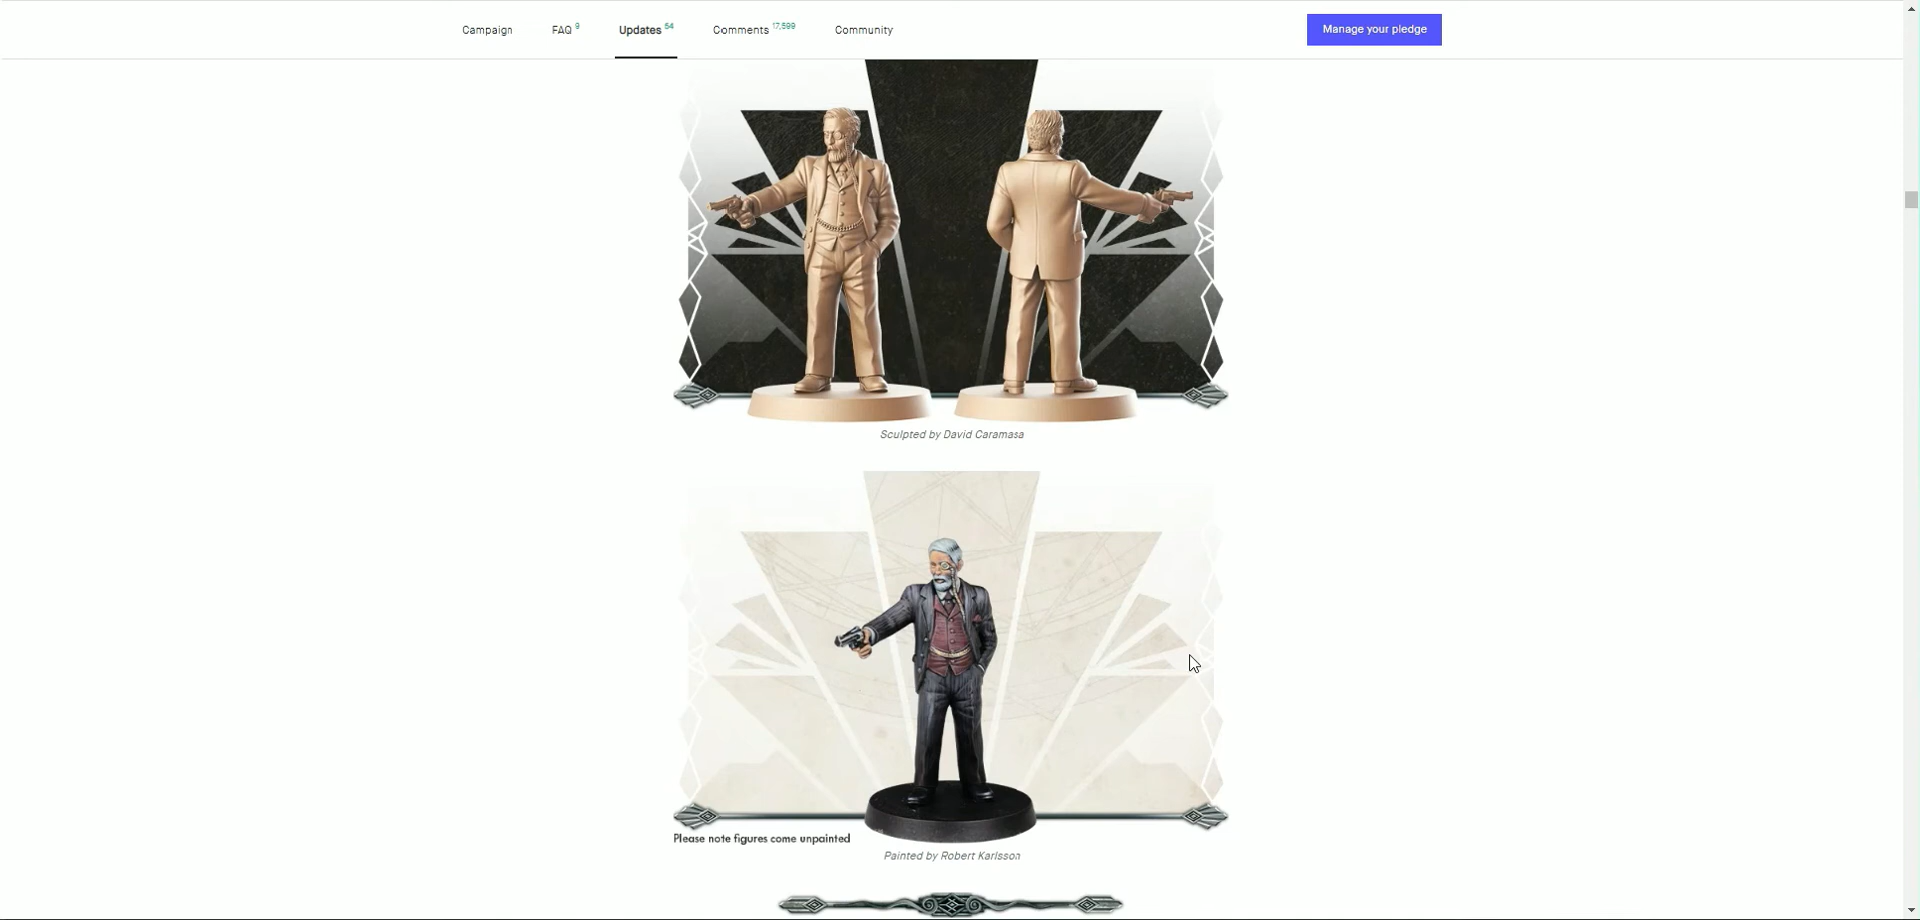 Campaign FAQ 9 Updates 54 Comments 17,599 Community Manage your pledge
Sculpted by David Caramasa
Please note figures come unpainted
Painted by Robert Karlsson